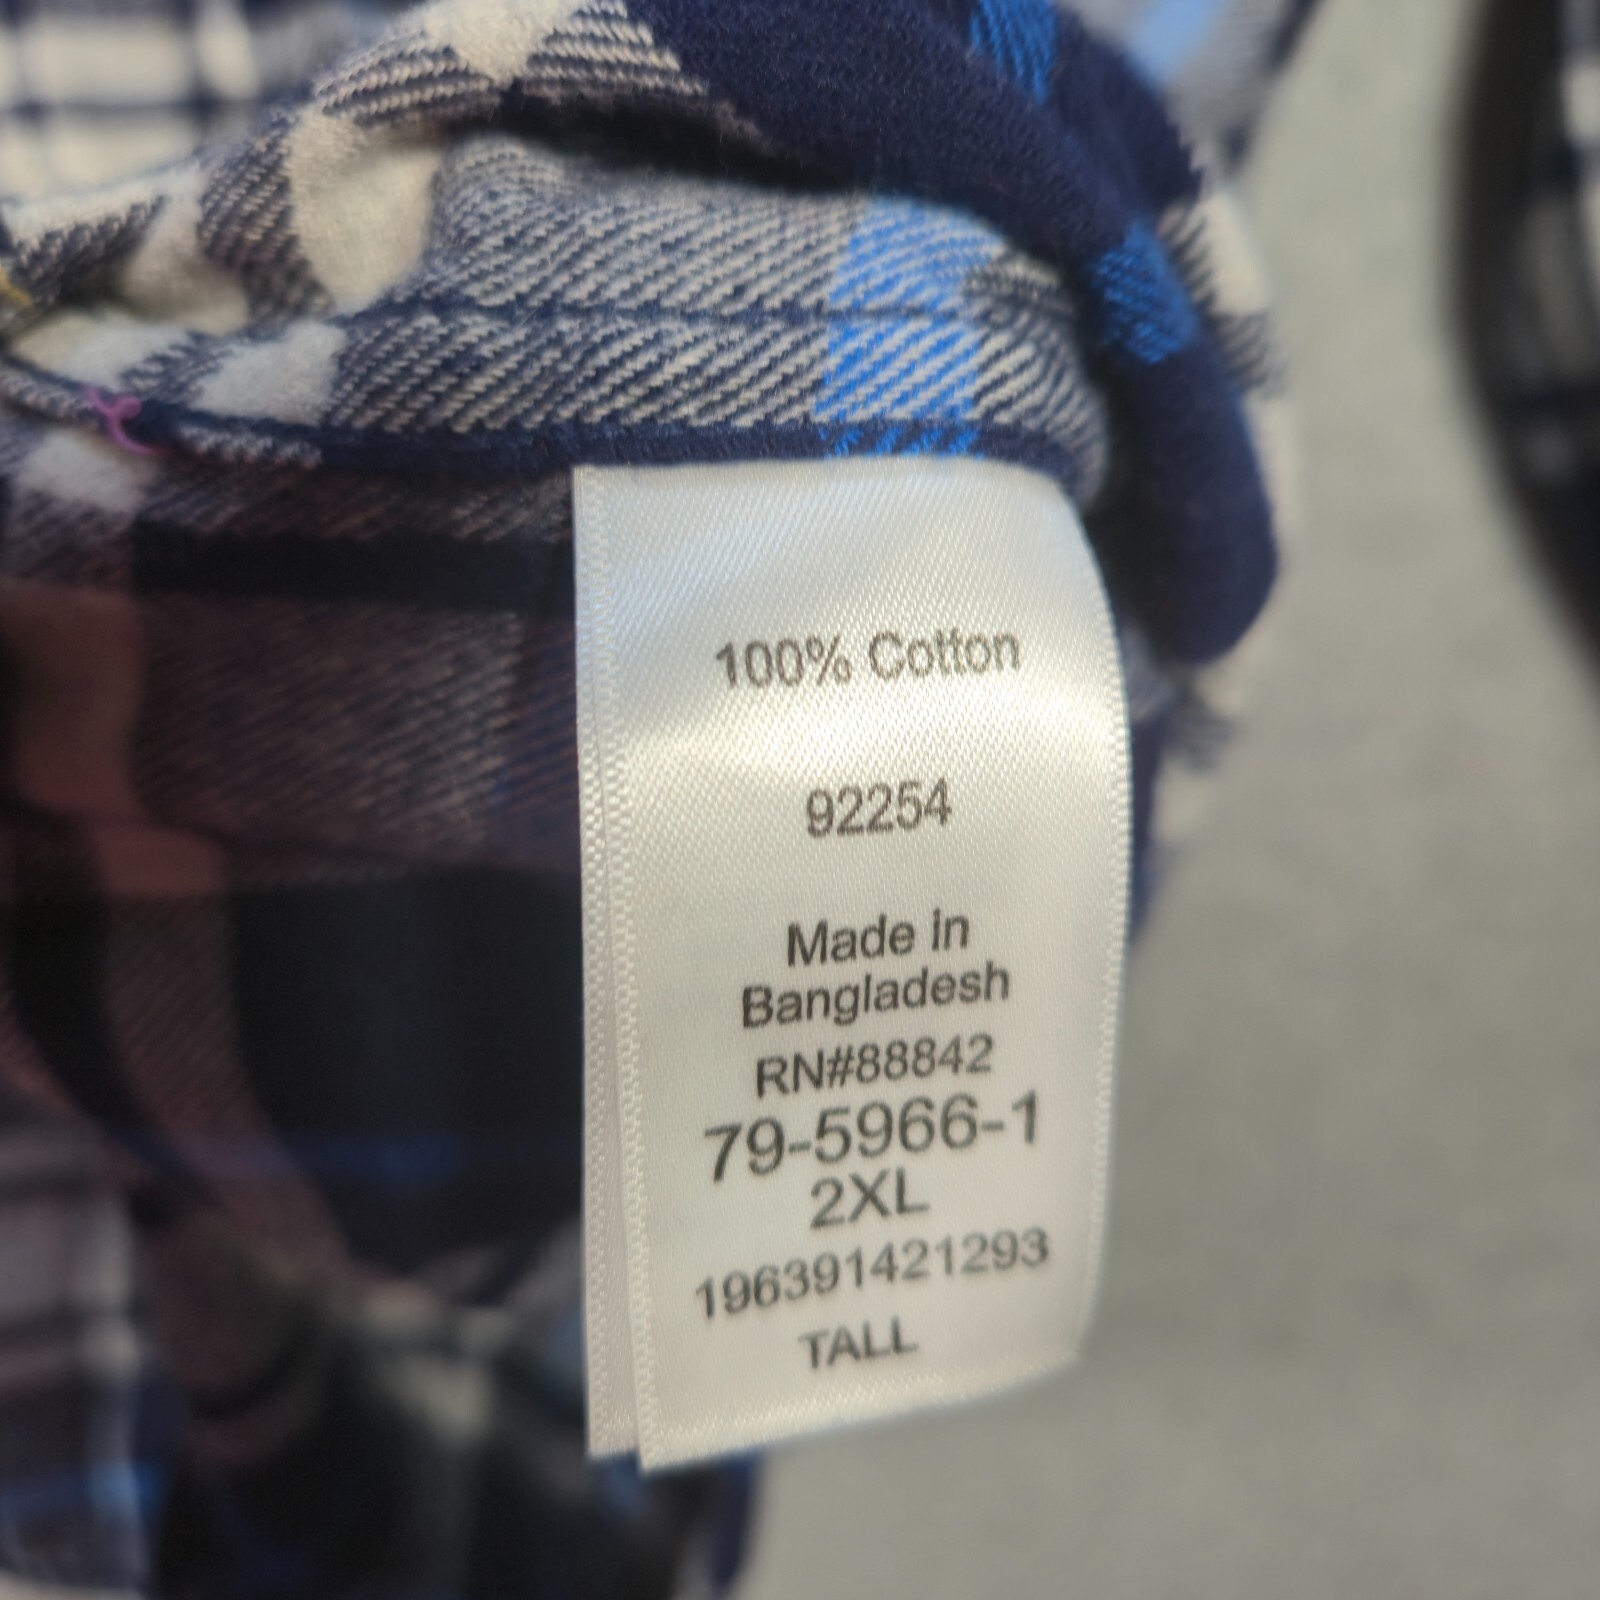 100% Cotton
92254
Made in
Bangladesh
RN#88842
79-5966-1
2XL
196391421293
TALL